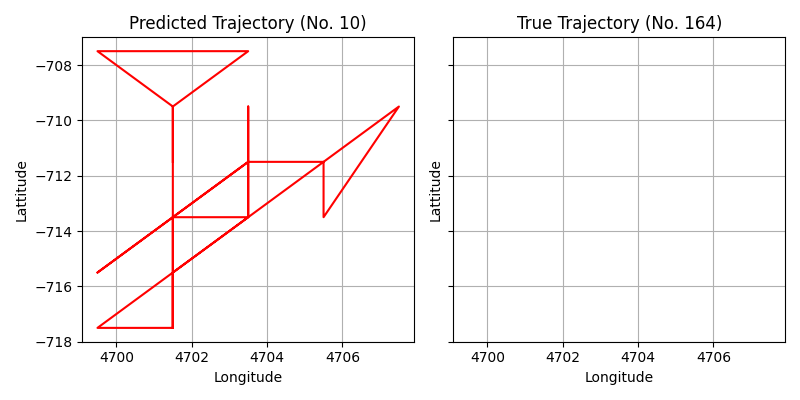 Predicted Trajectory (No. 10)
−708
−710
−712
−714
−716
−718
Lattitude
4700 4702 4704 4706
Longitude
True Trajectory (No. 164)
Lattitude
4700 4702 4704 4706
Longitude